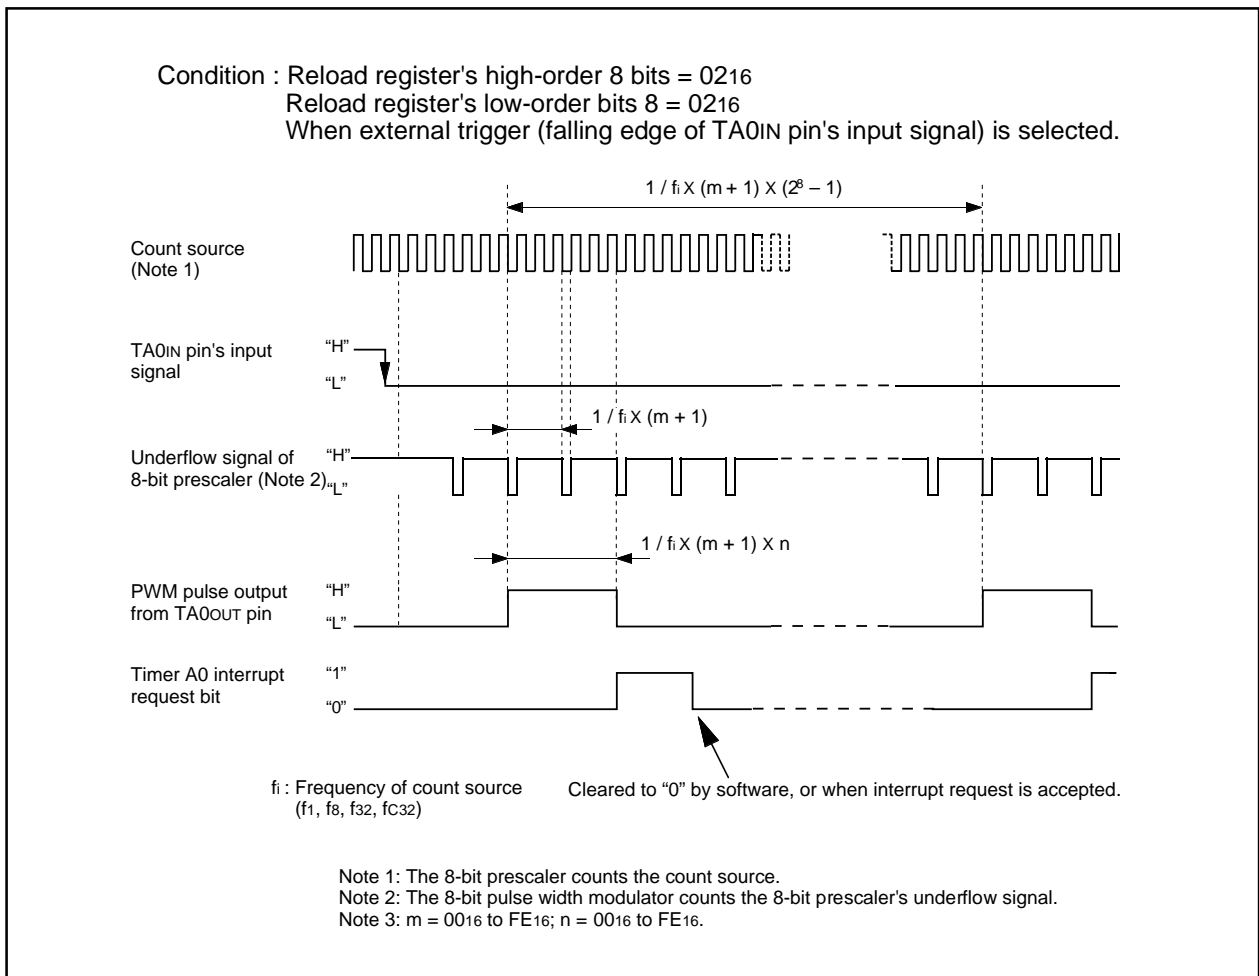 Condition : Reload register's high-order 8 bits = 0216
Reload register's low-order bits 8 = 0216
When external trigger (falling edge of TA0IN pin's input signal) is selected.
1 / fi X (m + 1) X (2⁸ – 1)
Count source
(Note 1)
TA0IN pin's input
signal
“H”
“L”
1 / fi X (m + 1)
Underflow signal of
8-bit prescaler (Note 2)
“H”
“L”
1 / fi X (m + 1) X n
PWM pulse output
from TA0OUT pin
“H”
“L”
Timer A0 interrupt
request bit
“1”
“0”
fi : Frequency of count source
(f1, f8, f32, fC32)
Cleared to “0” by software, or when interrupt request is accepted.
Note 1: The 8-bit prescaler counts the count source.
Note 2: The 8-bit pulse width modulator counts the 8-bit prescaler's underflow signal.
Note 3: m = 0016 to FE16; n = 0016 to FE16.